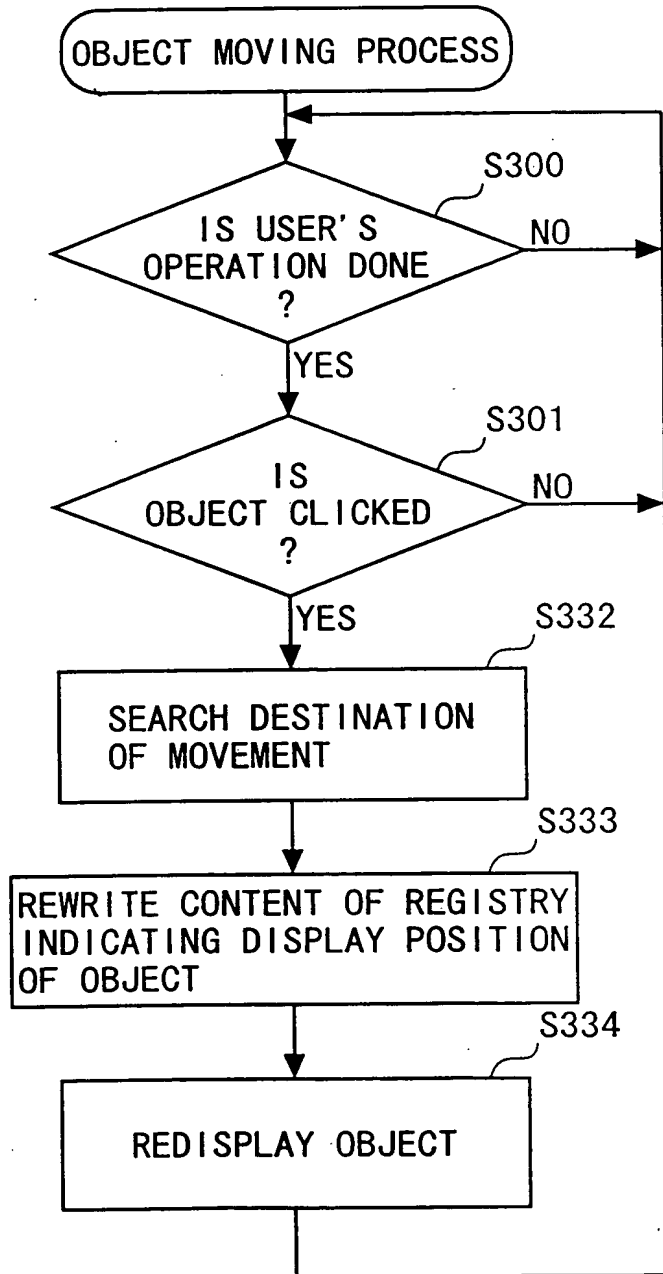 OBJECT MOVING PROCESS
S300
IS USER'S
OPERATION DONE
?
NO
YES
S301
IS
OBJECT CLICKED
?
NO
YES
S332
SEARCH DESTINATION
OF MOVEMENT
S333
REWRITE CONTENT OF REGISTRY
INDICATING DISPLAY POSITION
OF OBJECT
S334
REDISPLAY OBJECT